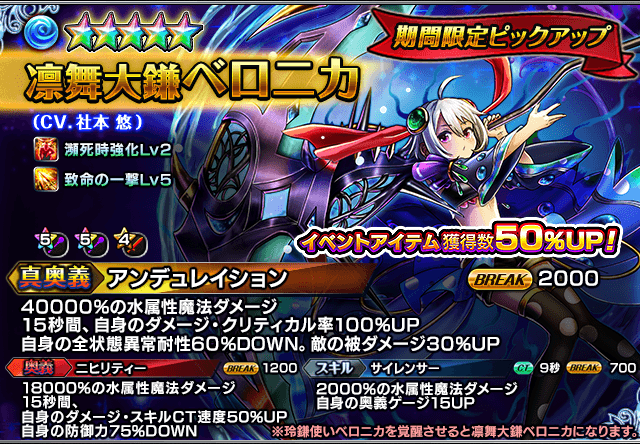 期間限定ピックアップ
凛舞大鎌ベロニカ
(CV.社本 悠)
瀕死時強化Lv2
致命の一撃Lv5
5 5 4
イベントアイテム獲得数50%UP!
真奥義 アンデュレイション BREAK 2000
40000%の水属性魔法ダメージ
15秒間、自身のダメージ・クリティカル率100%UP
自身の全状態異常耐性60%DOWN。敵の被ダメージ30%UP
奥義 ニヒリティー BREAK 1200
18000%の水属性魔法ダメージ
15秒間、
自身のダメージ・スキルCT速度50%UP
自身の防御力75%DOWN
スキル サイレンサー CT 9秒 BREAK 700
2000%の水属性魔法ダメージ
自身の奥義ゲージ15UP
※玲鎌使いベロニカを覚醒させると凛舞大鎌ベロニカになります。